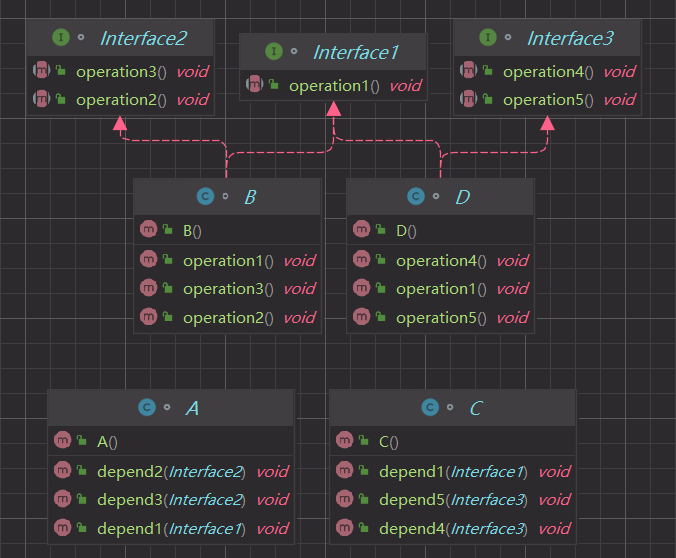 Interface2
operation3() void
operation2() void
Interface1
operation1() void
Interface3
operation4() void
operation5() void
B
B()
operation1() void
operation3() void
operation2() void
D
D()
operation4() void
operation1() void
operation5() void
A
A()
depend2(Interface2) void
depend3(Interface2) void
depend1(Interface1) void
C
C()
depend1(Interface1) void
depend5(Interface3) void
depend4(Interface3) void